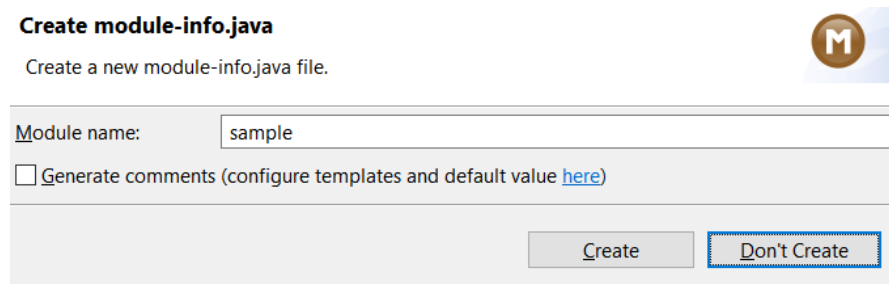 Create module-info.java
Create a new module-info.java file.
M
Module name: sample
Generate comments (configure templates and default value here)
Create Don't Create